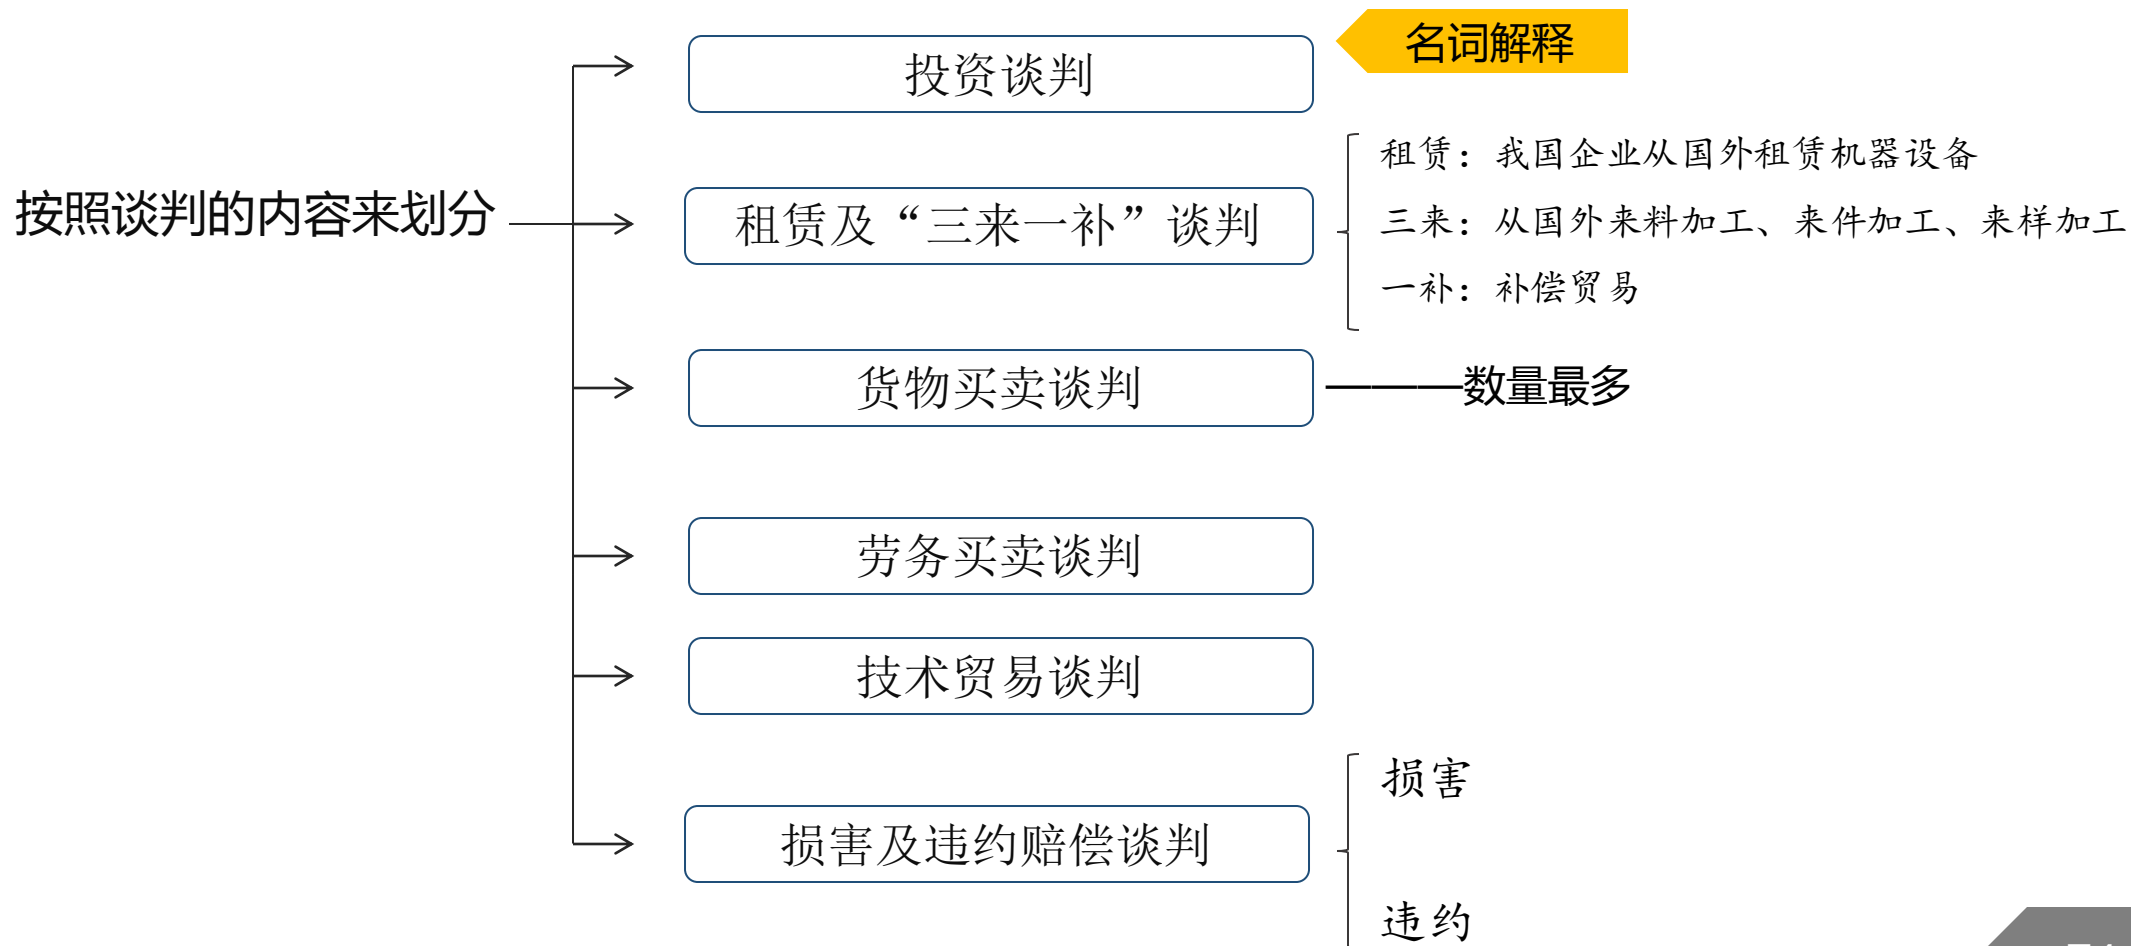 名词解释
投资谈判
租赁：我国企业从国外租赁机器设备
按照谈判的内容来划分
租赁及“三来一补”谈判
三来：从国外来料加工、来件加工、来样加工
一补：补偿贸易
货物买卖谈判
———数量最多
劳务买卖谈判
技术贸易谈判
损害
损害及违约赔偿谈判
违约